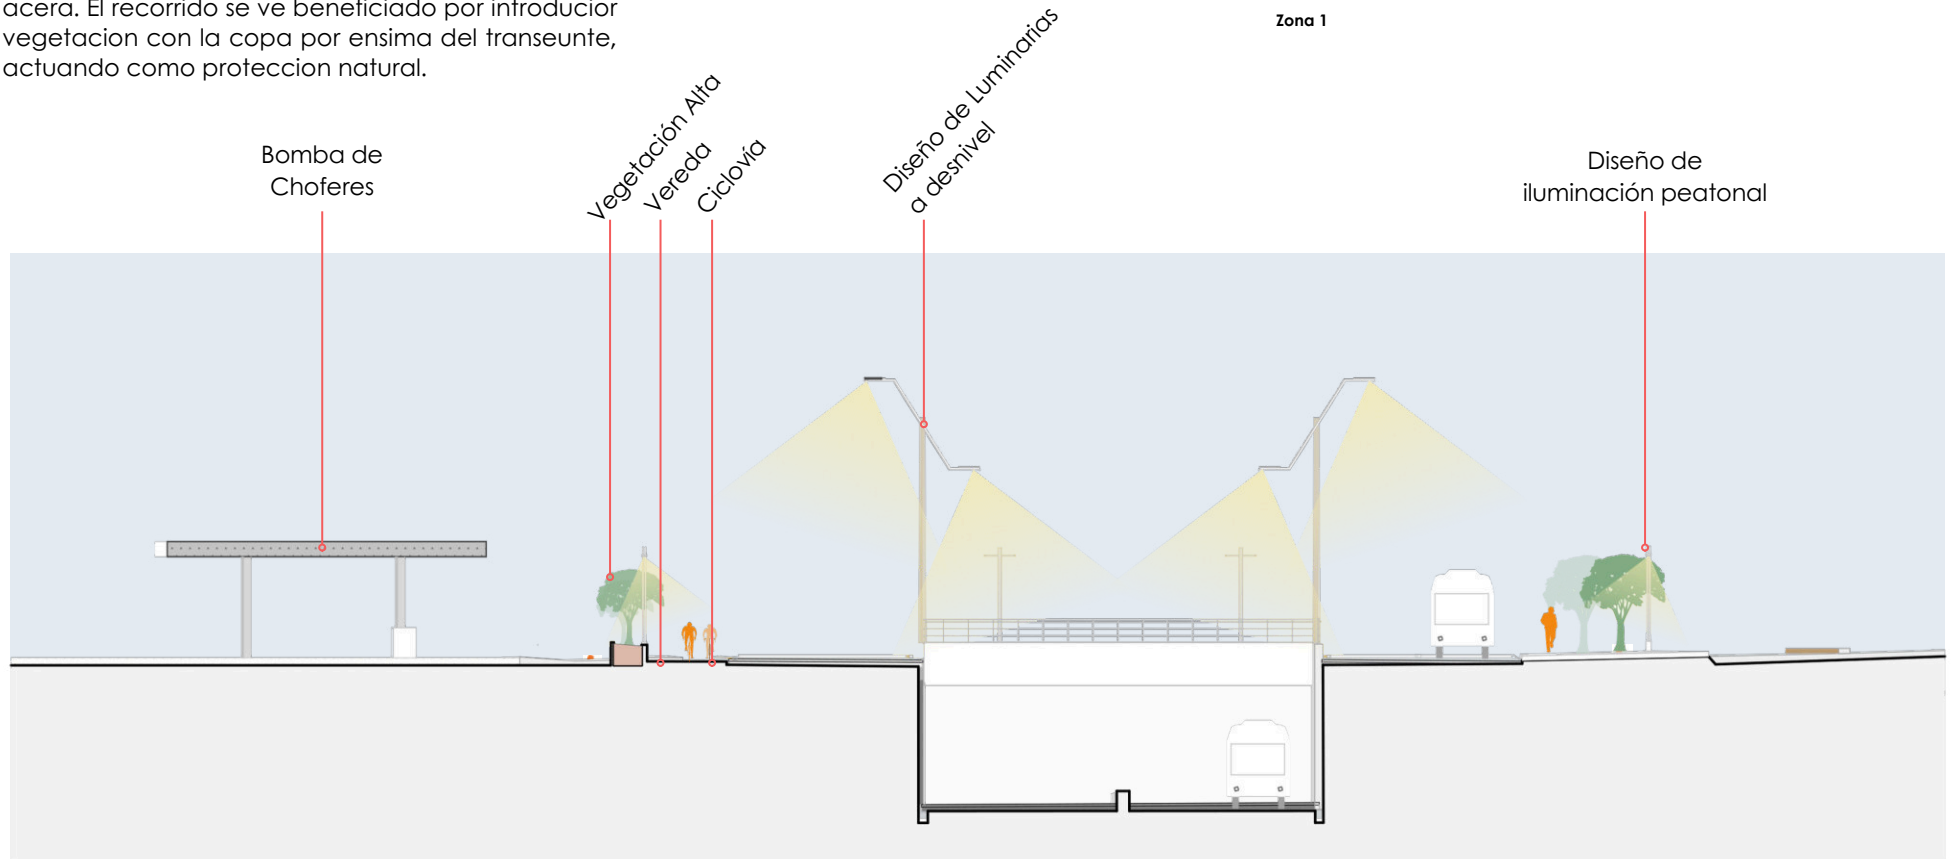 acera. El recorrido se ve beneficiado por introducior
vegetacion con la copa por ensima del transeunte,
actuando como proteccion natural.
Zona 1
Bomba de
Choferes
Vegetación Alta
Vereda
Ciclovía
Diseño de Luminarias
a desnivel
Diseño de
iluminación peatonal